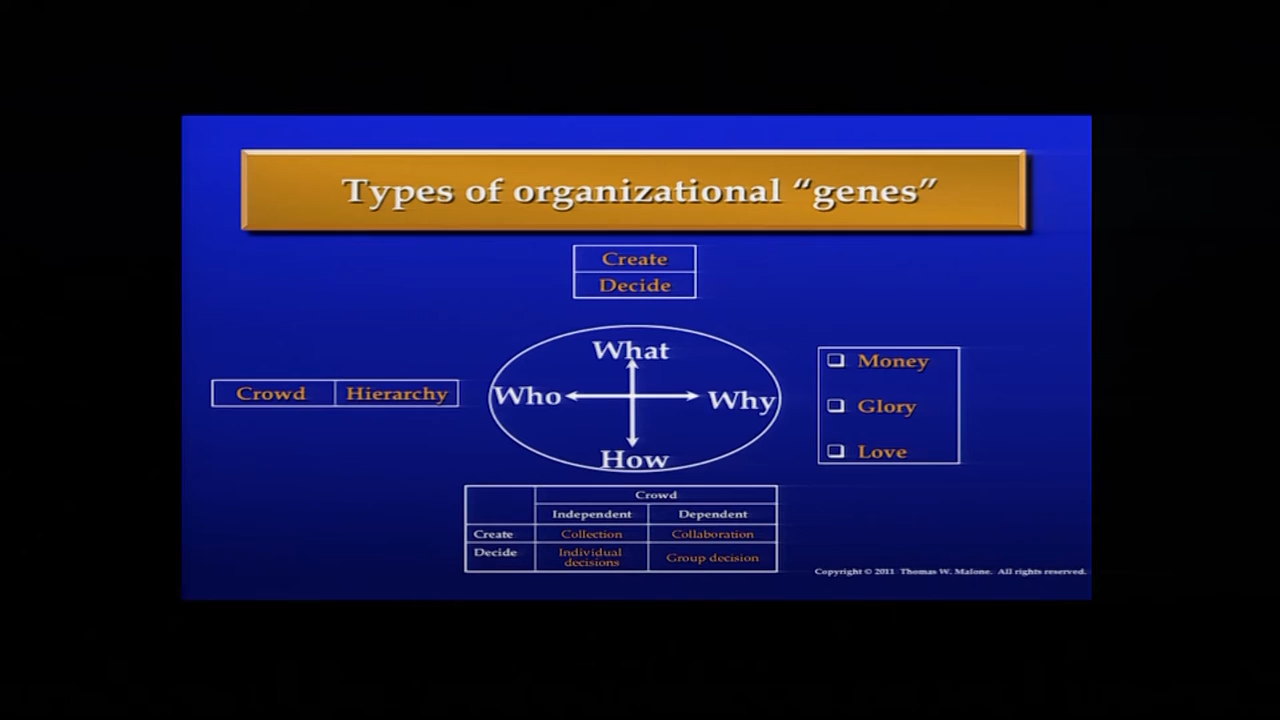 Types of organizational “genes”
Create
Decide
What
Who
Why
How
Crowd Hierarchy
Money
Glory
Love
Crowd
Independent Dependent
Create Collection Collaboration
Decide Individual decisions Group decision
Copyright © 2011 Thomas W. Malone. All rights reserved.